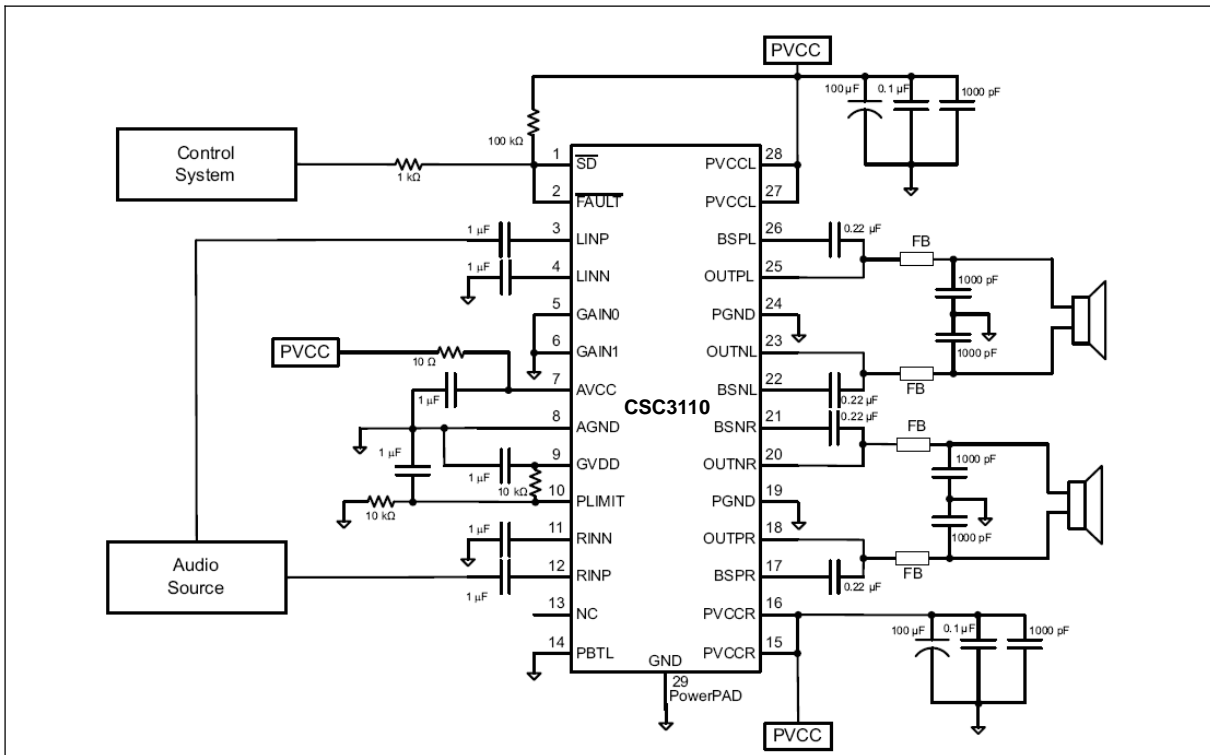 PVCC
100 µF
0.1 µF
1000 pF
100 kΩ
Control
System
1 kΩ
1
SD
28
PVCCL
2
FAULT
27
PVCCL
1 µF
3
LINP
26
BSPL
0.22 µF
FB
1 µF
4
LINN
25
OUTPL
1000 pF
5
GAIN0
24
PGND
PVCC
10 Ω
6
GAIN1
23
OUTNL
1000 pF
7
AVCC
22
BSNL
0.22 µF
FB
1 µF
CSC3110
8
AGND
21
BSNR
0.22 µF
FB
1 µF
9
GVDD
20
OUTNR
1000 pF
1 µF
10 kΩ
10
PLIMIT
19
PGND
10 kΩ
1 µF
11
RINN
18
OUTPR
1000 pF
Audio
Source
12
RINP
17
BSPR
0.22 µF
FB
1 µF
13
NC
16
PVCCR
100 µF
0.1 µF
1000 pF
14
PBTL
15
PVCCR
GND
29
PowerPAD
PVCC